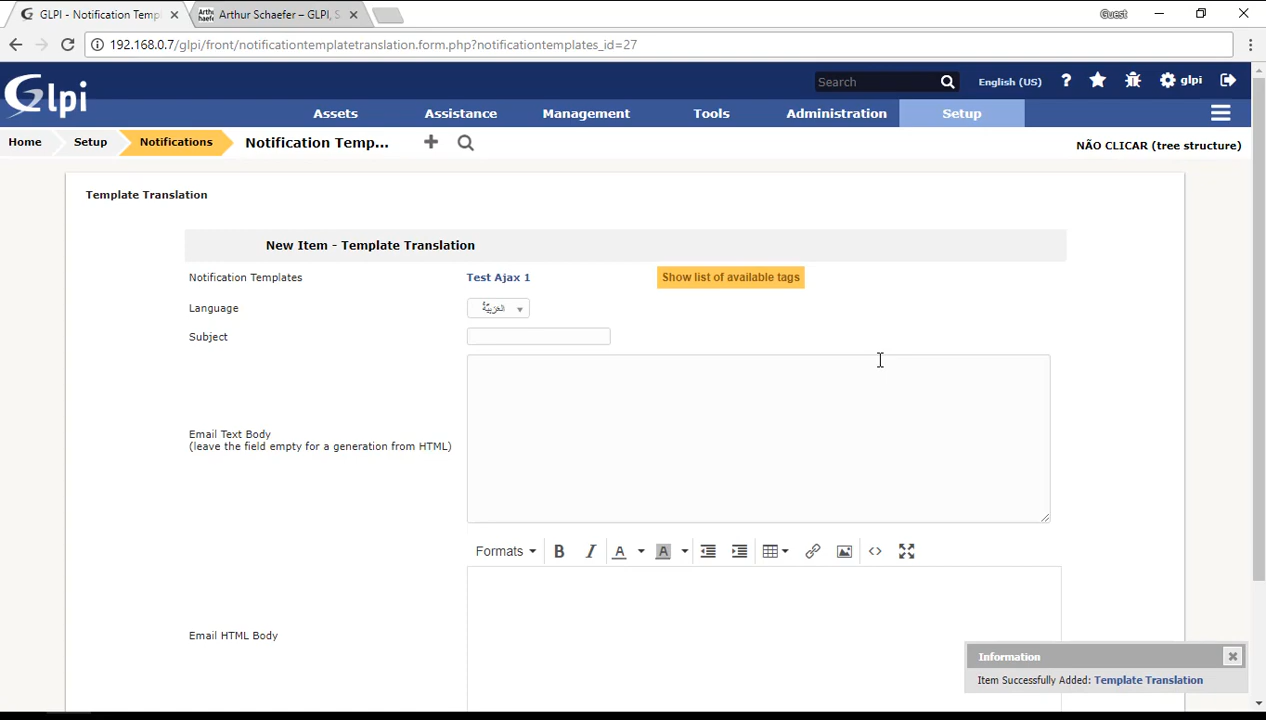 GLPI - Notification Temp
Arthur Schaefer – GLPI, S
Guest
192.168.0.7/glpi/front/notificationtemplatetranslation.form.php?notificationtemplates_id=27
Glpi
Search
English (US)
?
glpi
Assets
Assistance
Management
Tools
Administration
Setup
Home
Setup
Notifications
Notification Temp...
NÃO CLICAR (tree structure)
Template Translation
New Item - Template Translation
Notification Templates
Test Ajax 1
Show list of available tags
Language
العَرَبِيَّةُ
Subject
Email Text Body
(leave the field empty for a generation from HTML)
Formats
B
I
A
A
Email HTML Body
Information
Item Successfully Added: Template Translation